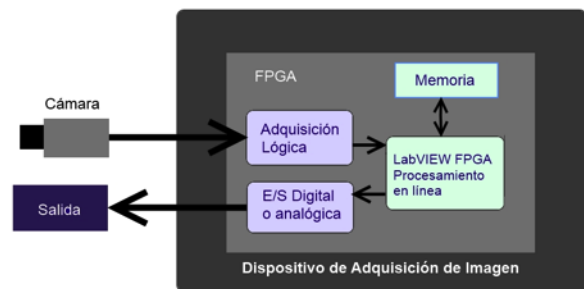 FPGA
Memoria
Cámara
Adquisición
Lógica
LabVIEW FPGA
Procesamiento
en línea
E/S Digital
o analógica
Salida
Dispositivo de Adquisición de Imagen